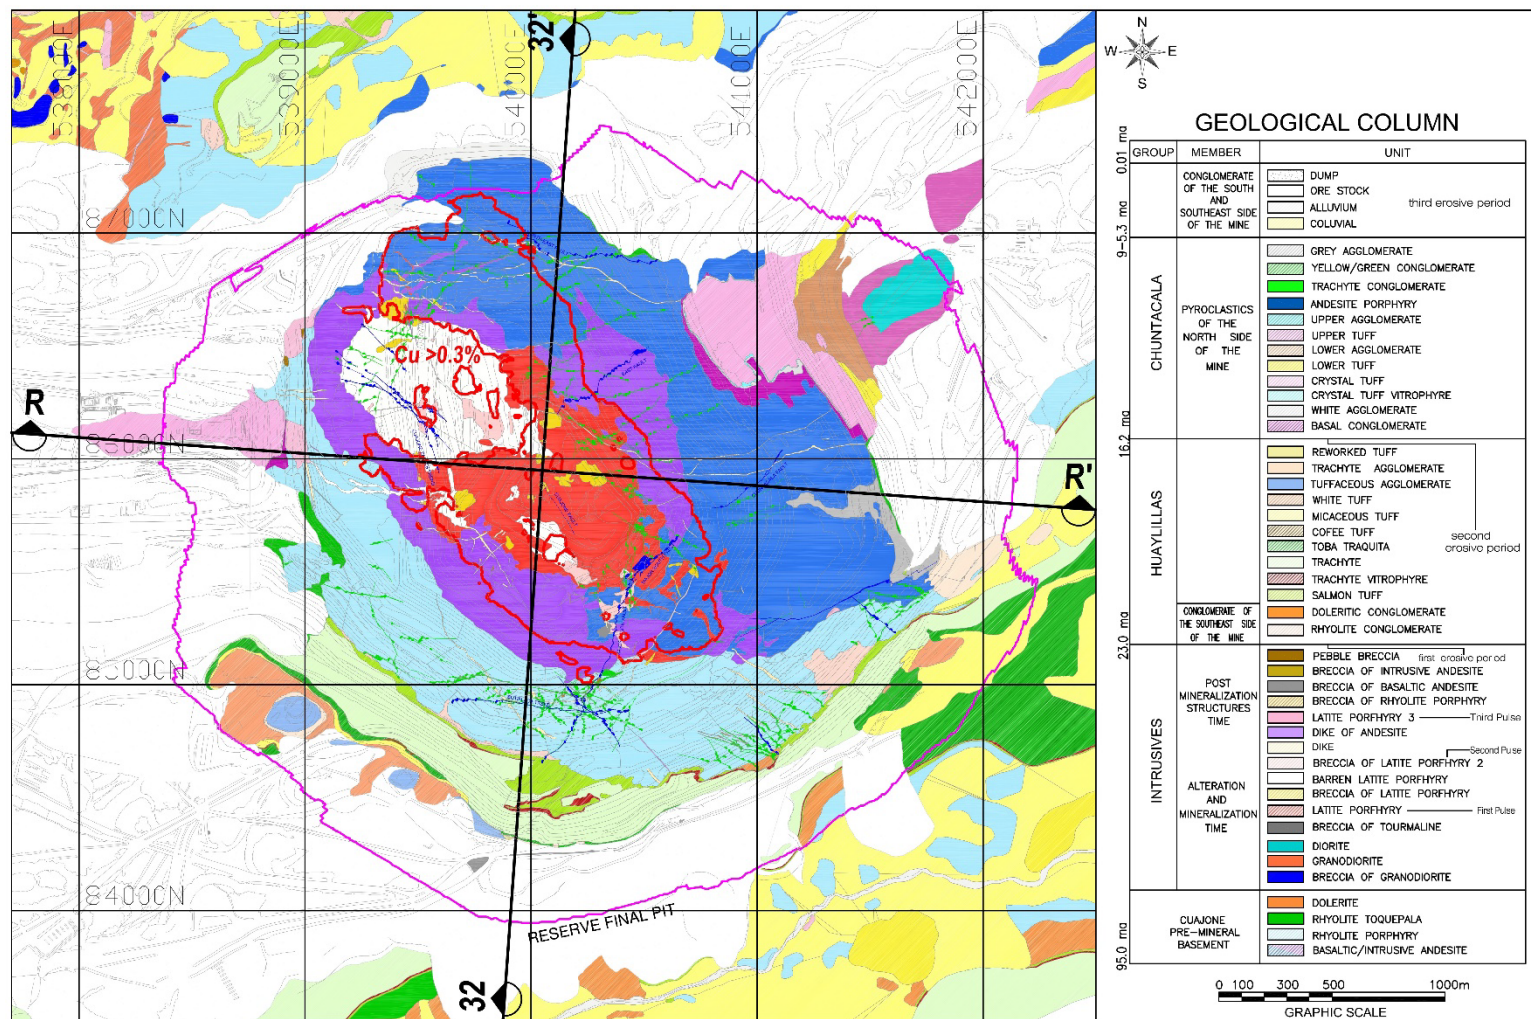 538000E
539000E
54000E
541000E
542000E
32'
87000N
Cu >0.3%
R
R'
85000N
84000N
RESERVE FINAL PIT
32
N
W
E
S
GEOLOGICAL COLUMN
GROUP
MEMBER
UNIT
0.01 ma
CONGLOMERATE OF THE SOUTH AND SOUTHEAST SIDE OF THE MINE
DUMP
ORE STOCK
ALLUVIUM
COLUVIAL
third erosive period
9-5.3 ma
CHUNTACALA
PYROCLASTICS OF THE NORTH SIDE OF THE MINE
GREY AGGLOMERATE
YELLOW/GREEN CONGLOMERATE
TRACHYTE CONGLOMERATE
ANDESITE PORPHYRY
UPPER AGGLOMERATE
UPPER TUFF
LOWER AGGLOMERATE
LOWER TUFF
CRYSTAL TUFF
CRYSTAL TUFF VITROPHYRE
WHITE AGGLOMERATE
BASAL CONGLOMERATE
16.2 ma
HUAYLILLAS
REWORKED TUFF
TRACHYTE AGGLOMERATE
TUFFACEOUS AGGLOMERATE
WHITE TUFF
MICACEOUS TUFF
COFEE TUFF
TOBA TRAQUITA
TRACHYTE
TRACHYTE VITROPHYRE
SALMON TUFF
second erosive period
CONGLOMERATE OF THE SOUTHEAST SIDE OF THE MINE
DOLERITIC CONGLOMERATE
RHYOLITE CONGLOMERATE
23.0 ma
INTRUSIVES
POST MINERALIZATION STRUCTURES TIME
PEBBLE BRECCIA
first erosive period
BRECCIA OF INTRUSIVE ANDESITE
BRECCIA OF BASALTIC ANDESITE
BRECCIA OF RHYOLITE PORPHYRY
LATITE PORFHYRY 3
Third Pulse
DIKE OF ANDESITE
DIKE
Second Pulse
BRECCIA OF LATITE PORFHYRY 2
ALTERATION AND MINERALIZATION TIME
BARREN LATITE PORFHYRY
BRECCIA OF LATITE PORFHYRY
LATITE PORFHYRY
First Pulse
BRECCIA OF TOURMALINE
DIORITE
GRANODIORITE
BRECCIA OF GRANODIORITE
95.0 ma
CUAJONE PRE-MINERAL BASEMENT
DOLERITE
RHYOLITE TOQUEPALA
RHYOLITE PORPHYRY
BASALTIC/INTRUSIVE ANDESITE
0 100 300 500 1000m
GRAPHIC SCALE